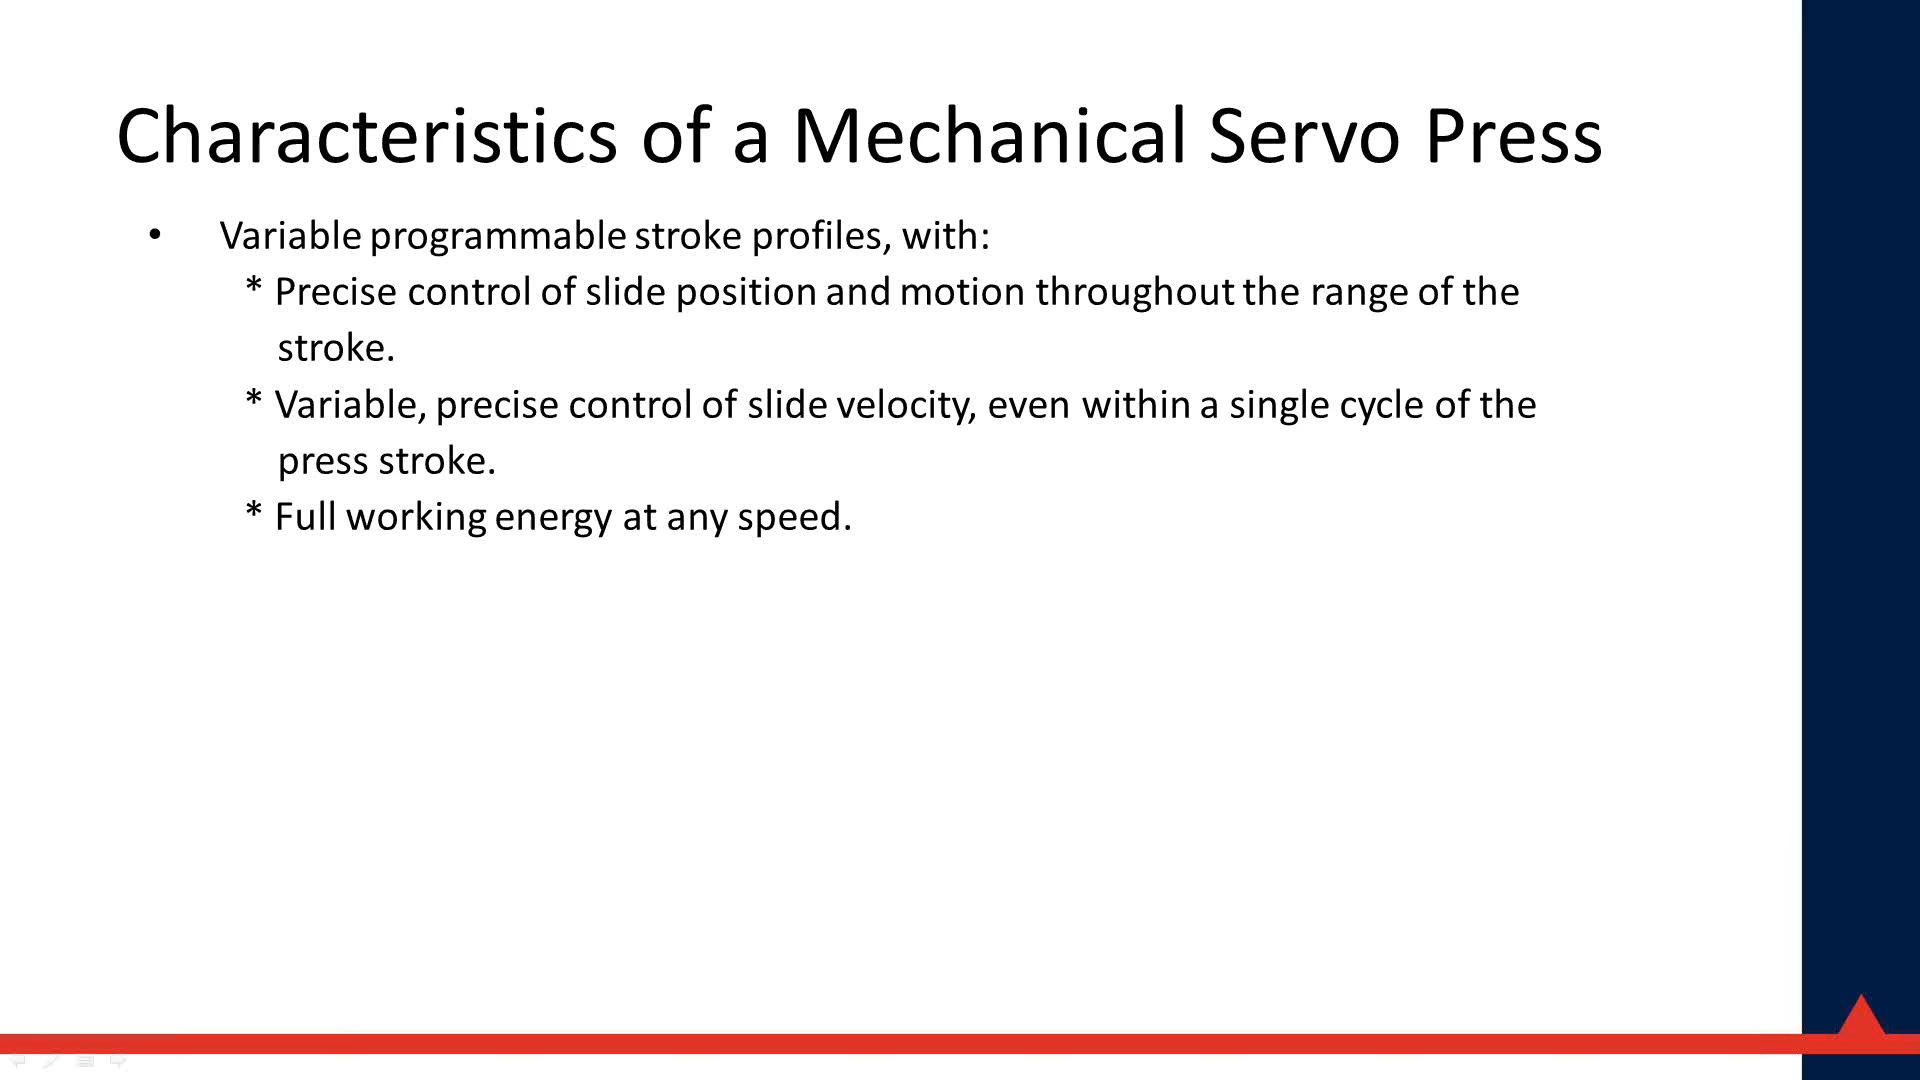 Characteristics of a Mechanical Servo Press
• Variable programmable stroke profiles, with:
* Precise control of slide position and motion throughout the range of the
stroke.
* Variable, precise control of slide velocity, even within a single cycle of the
press stroke.
* Full working energy at any speed.